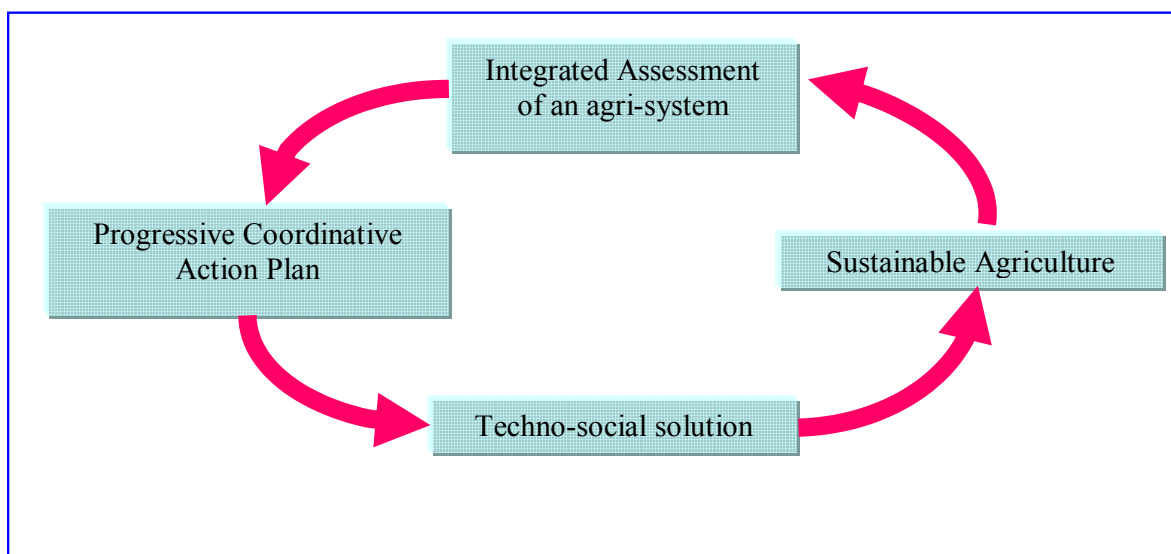 Integrated Assessment
of an agri-system
Progressive Coordinative
Action Plan
Sustainable Agriculture
Techno-social solution